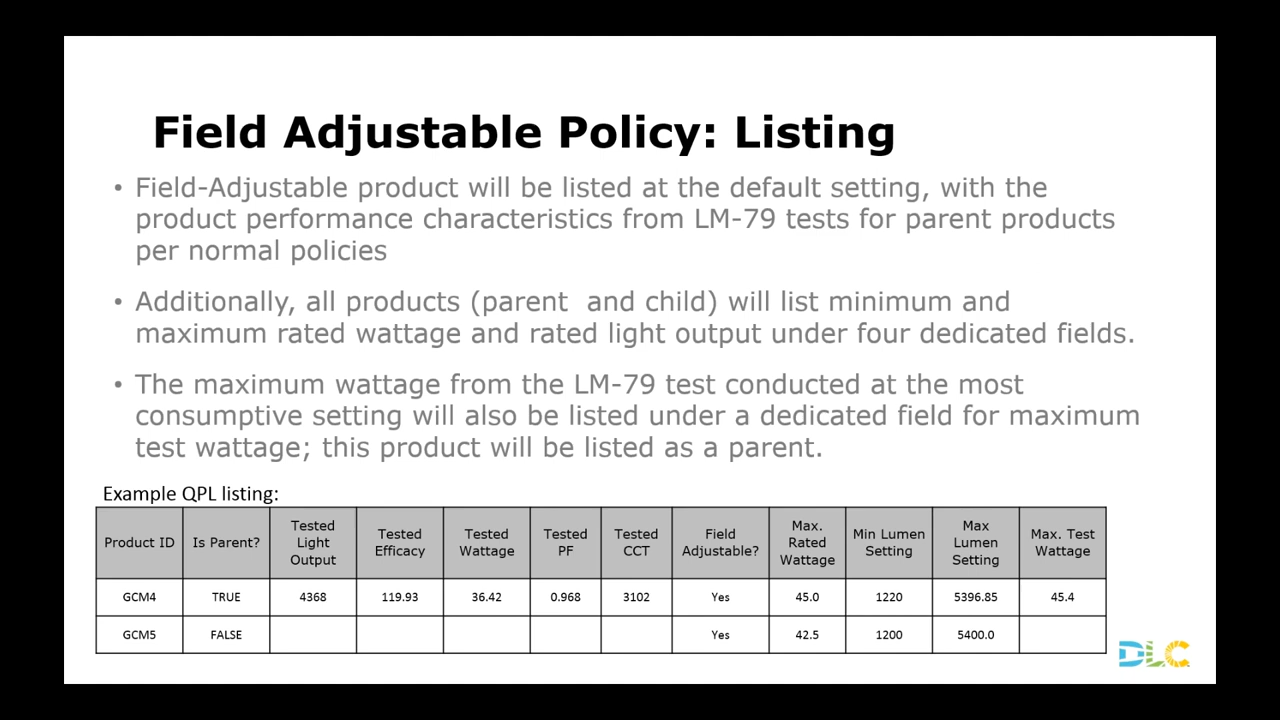 Field Adjustable Policy: Listing
• Field-Adjustable product will be listed at the default setting, with the
product performance characteristics from LM-79 tests for parent products
per normal policies
• Additionally, all products (parent  and child) will list minimum and
maximum rated wattage and rated light output under four dedicated fields.
• The maximum wattage from the LM-79 test conducted at the most
consumptive setting will also be listed under a dedicated field for maximum
test wattage; this product will be listed as a parent.
Example QPL listing:
Product ID Is Parent? Tested Light Output Tested Efficacy Tested Wattage Tested PF Tested CCT Field Adjustable? Max. Rated Wattage Min Lumen Setting Max Lumen Setting Max. Test Wattage
GCM4 TRUE 4368 119.93 36.42 0.968 3102 Yes 45.0 1220 5396.85 45.4
GCM5 FALSE Yes 42.5 1200 5400.0
DLC